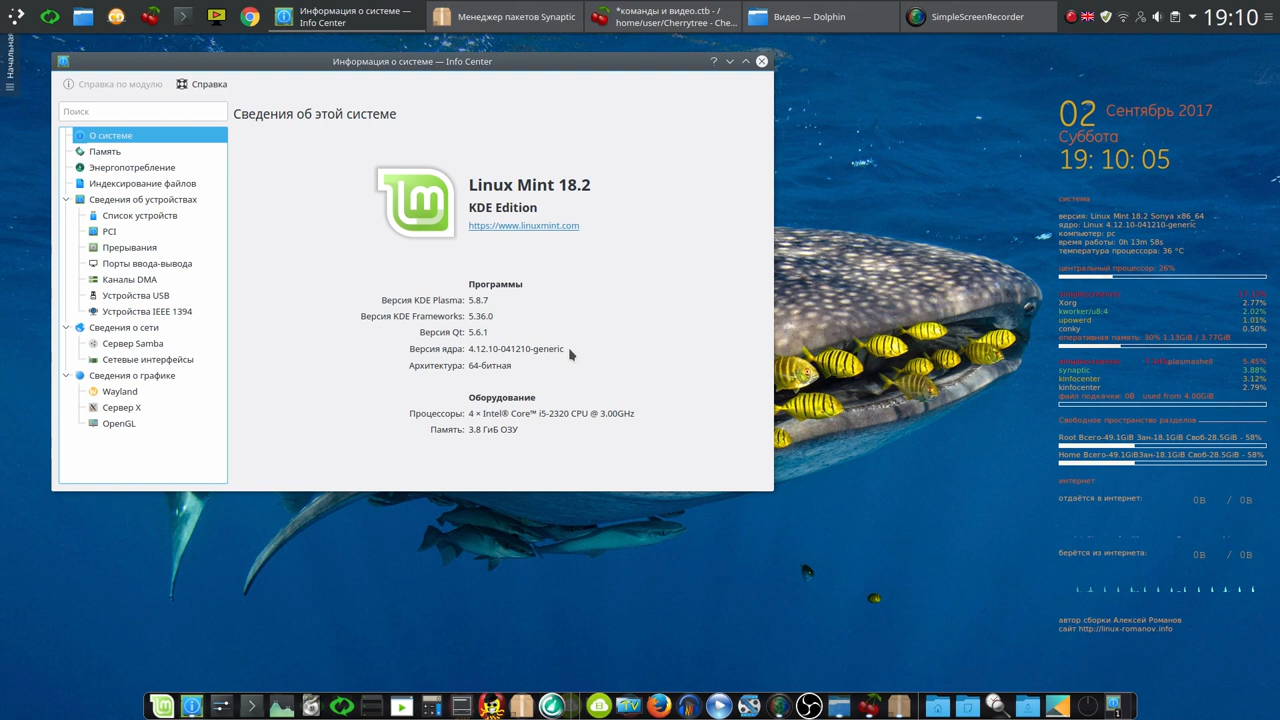 Информация о системе —
Info Center
Менеджер пакетов Synaptic
*команды и видео.ctb - /
home/user/Cherrytree - Che...
Видео — Dolphin
SimpleScreenRecorder
19:10
Начальная
Информация о системе — Info Center
Справка по модулю
Справка
Поиск
Сведения об этой системе
О системе
Память
Энергопотребление
Индексирование файлов
Сведения об устройствах
Список устройств
PCI
Прерывания
Порты ввода-вывода
Каналы DMA
Устройства USB
Устройства IEEE 1394
Сведения о сети
Сервер Samba
Сетевые интерфейсы
Сведения о графике
Wayland
Сервер X
OpenGL
Linux Mint 18.2
KDE Edition
https://www.linuxmint.com
Программы
Версия KDE Plasma: 5.8.7
Версия KDE Frameworks: 5.36.0
Версия Qt: 5.6.1
Версия ядра: 4.12.10-041210-generic
Архитектура: 64-битная
Оборудование
Процессоры: 4 × Intel® Core™ i5-2320 CPU @ 3.00GHz
Память: 3.8 ГиБ ОЗУ
02 Сентябрь 2017
Суббота
19: 10: 05
система
версия: Linux Mint 18.2 Sonya x86_64
ядро: Linux 4.12.10-041210-generic
компьютер: pc
время работы: 0h 13m 58s
температура процессора: 36 °C
центральный процессор: 26%
Xorg 2.77%
kworker/u8:4 2.02%
upowerd 1.01%
conky 0.50%
оперативная память: 30% 1.13GiB / 3.77GiB
plasmashell 5.45%
synaptic 3.88%
kinfocenter 3.12%
kinfocenter 2.79%
файл подкачки: 0B used from 4.00GiB
Свободное пространство разделов
Root Всего-49.1GiB Зан-18.1GiB Своб-28.5GiB - 58%
Home Всего-49.1GiBЗан-18.1GiB Своб-28.5GiB - 58%
интернет
отдаётся в интернет: 0B / 0B
берётся из интернета: 0B / 0B
автор сборки Алексей Романов
сайт http://linux-romanov.info
TV
1